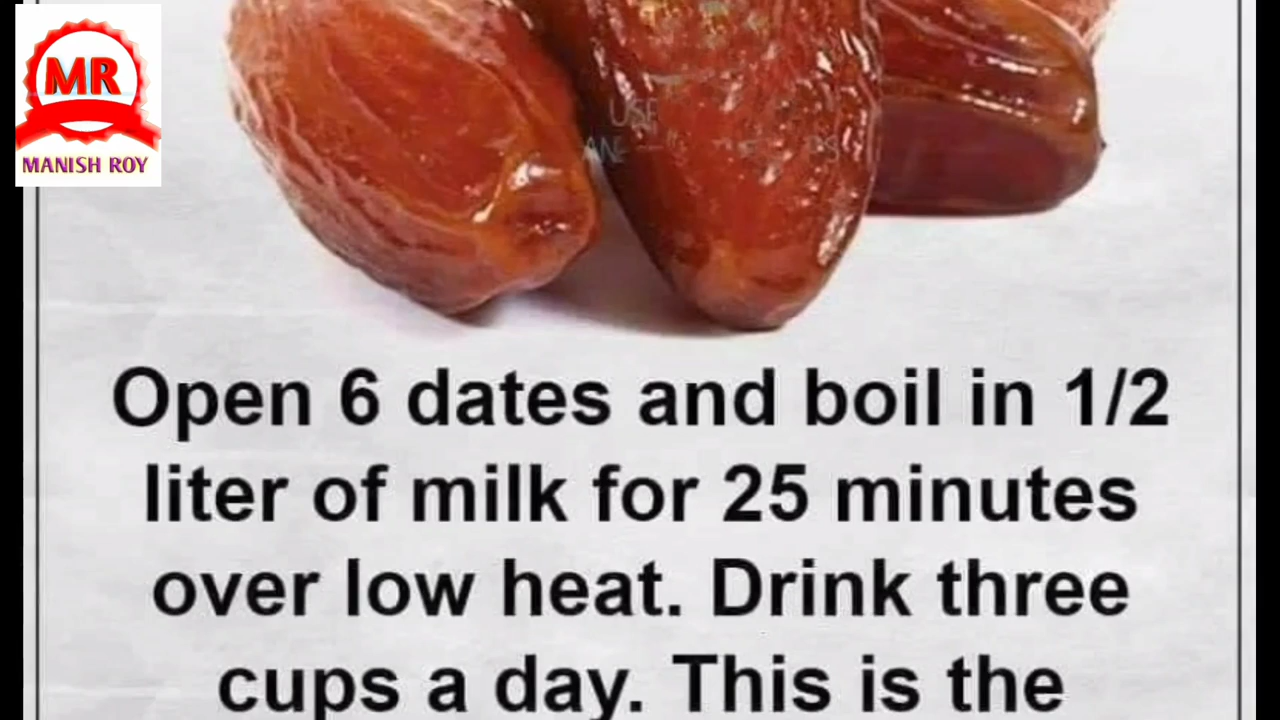 MR
MANISH ROY
Open 6 dates and boil in 1/2
liter of milk for 25 minutes
over low heat. Drink three
cups a day. This is the